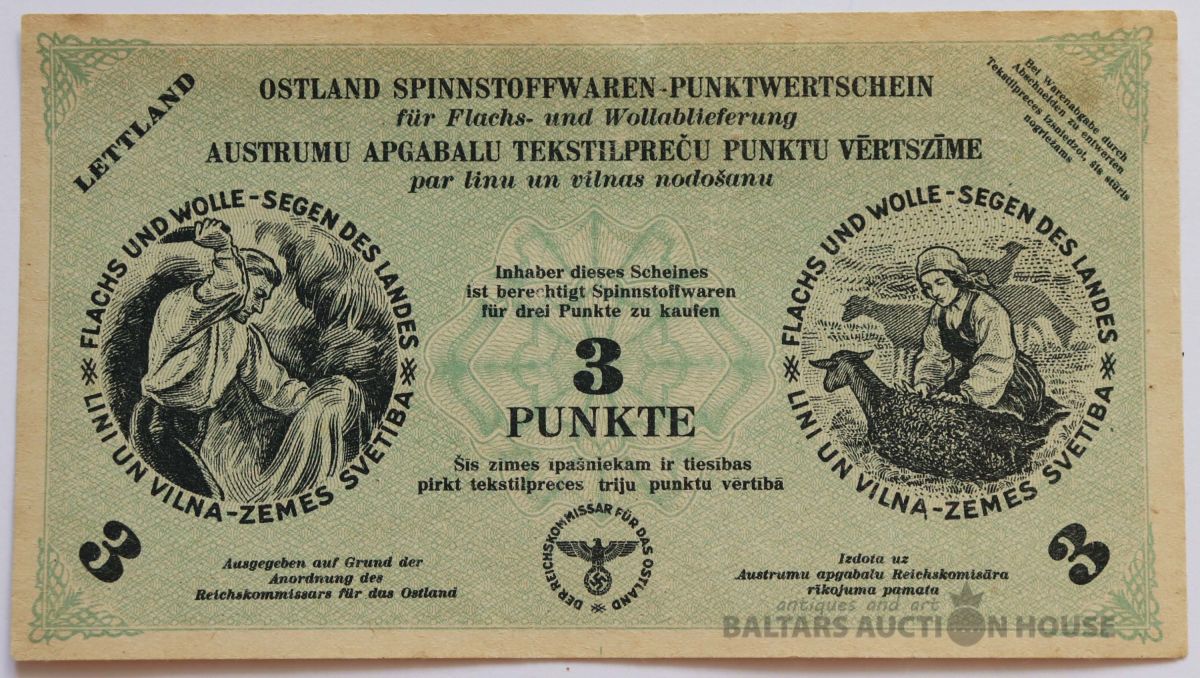 LETTLAND
OSTLAND SPINNSTOFFWAREN-PUNKTWERTSCHEIN
für Flachs- und Wollablieferung
AUSTRUMU APGABALU TEKSTILPREČU PUNKTU VĒRTSZĪME
par linu un vilnas nodošanu
Bei Warenabgabe durch
Abschneiden zu entwerten
Tekstilpreces izsniedzot, šis stūris
nogriežams
FLACHS UND WOLLE-SEGEN DES LANDES
LINI UN VILNA-ZEMES SVETIBA
Inhaber dieses Scheines
ist berechtigt Spinnstoffwaren
für drei Punkte zu kaufen
3
PUNKTE
Šīs zīmes īpašniekam ir tiesības
pirkt tekstilpreces triju punktu vērtībā
FLACHS UND WOLLE-SEGEN DES LANDES
LINI UN VILNA-ZEMES SVETIBA
3
Ausgegeben auf Grund der
Anordnung des
Reichskommissars für das Ostland
DER REICHSKOMMISSAR FÜR DAS OSTLAND
Izdota uz
Austrumu apgabalu Reichskomisāra
rīkojuma pamata
3
antiques and art
BALTARS AUCTION HOUSE